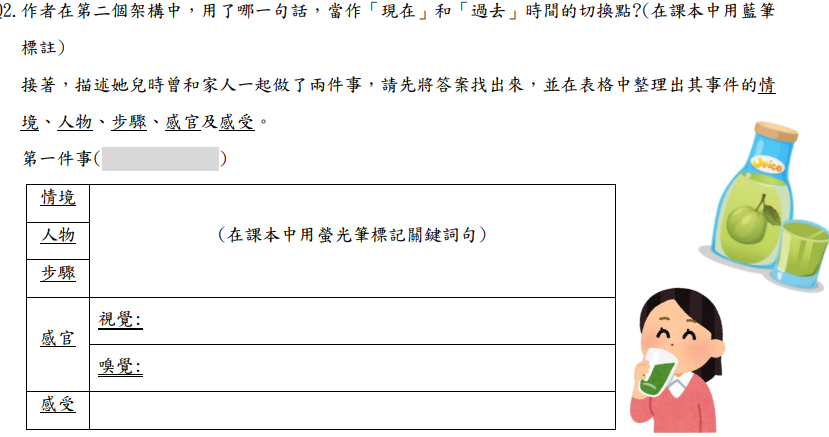 Q2.作者在第二個架構中，用了哪一句話，當作「現在」和「過去」時間的切換點?(在課本中用藍筆
標註)
接著，描述她兒時曾和家人一起做了兩件事，請先將答案找出來，並在表格中整理出其事件的情
境、人物、步驟、感官及感受。
第一件事( )
情境
人物
步驟
(在課本中用螢光筆標記關鍵詞句)
感官
視覺:
嗅覺:
感受
Juice